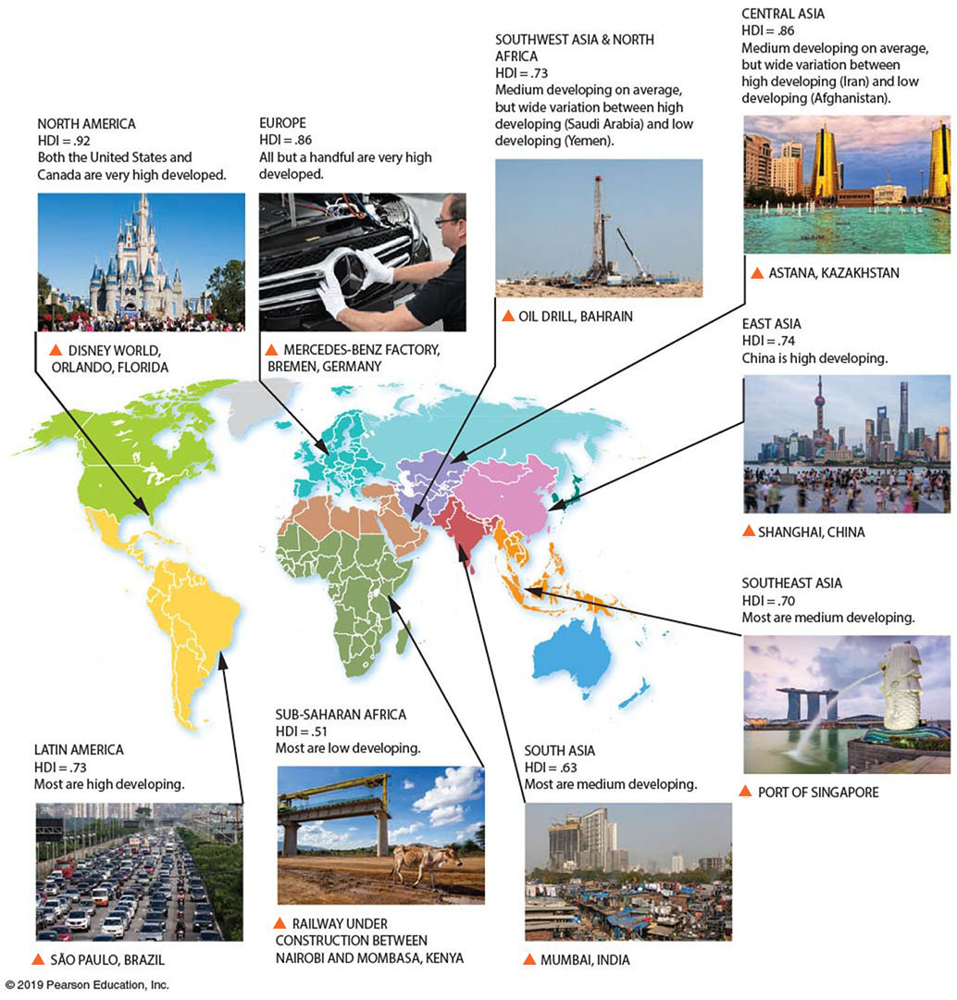 NORTH AMERICA
HDI = .92
Both the United States and
Canada are very high developed.
▲ DISNEY WORLD,
ORLANDO, FLORIDA
EUROPE
HDI = .86
All but a handful are very high
developed.
▲ MERCEDES-BENZ FACTORY,
BREMEN, GERMANY
SOUTHWEST ASIA & NORTH
AFRICA
HDI = .73
Medium developing on average,
but wide variation between high
developing (Saudi Arabia) and low
developing (Yemen).
▲ OIL DRILL, BAHRAIN
CENTRAL ASIA
HDI = .86
Medium developing on average,
but wide variation between
high developing (Iran) and low
developing (Afghanistan).
▲ ASTANA, KAZAKHSTAN
EAST ASIA
HDI = .74
China is high developing.
▲ SHANGHAI, CHINA
SOUTHEAST ASIA
HDI = .70
Most are medium developing.
▲ PORT OF SINGAPORE
LATIN AMERICA
HDI = .73
Most are high developing.
▲ SÃO PAULO, BRAZIL
SUB-SAHARAN AFRICA
HDI = .51
Most are low developing.
▲ RAILWAY UNDER
CONSTRUCTION BETWEEN
NAIROBI AND MOMBASA, KENYA
SOUTH ASIA
HDI = .63
Most are medium developing.
▲ MUMBAI, INDIA
© 2019 Pearson Education, Inc.